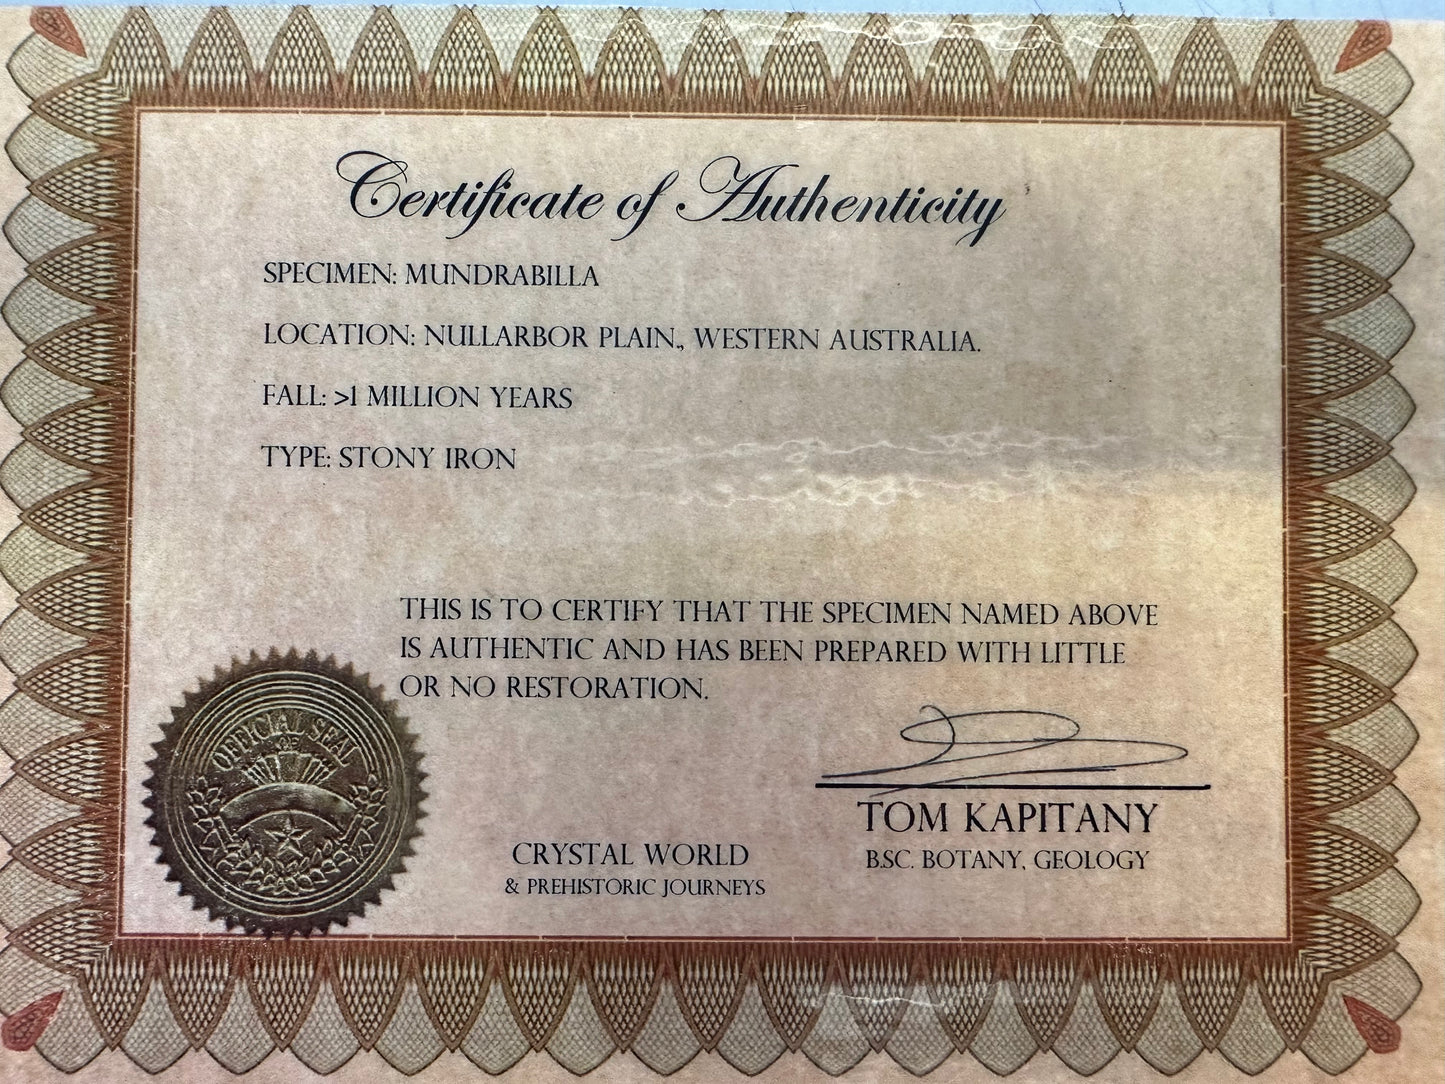 Certificate of Authenticity
SPECIMEN: MUNDRABILLA
LOCATION: NULLARBOR PLAIN., WESTERN AUSTRALIA.
FALL: >1 MILLION YEARS
TYPE: STONY IRON
THIS IS TO CERTIFY THAT THE SPECIMEN NAMED ABOVE
IS AUTHENTIC AND HAS BEEN PREPARED WITH LITTLE
OR NO RESTORATION.
OFFICIAL SEAL
OF
TOM KAPITANY
B.SC. BOTANY, GEOLOGY
CRYSTAL WORLD
& PREHISTORIC JOURNEYS